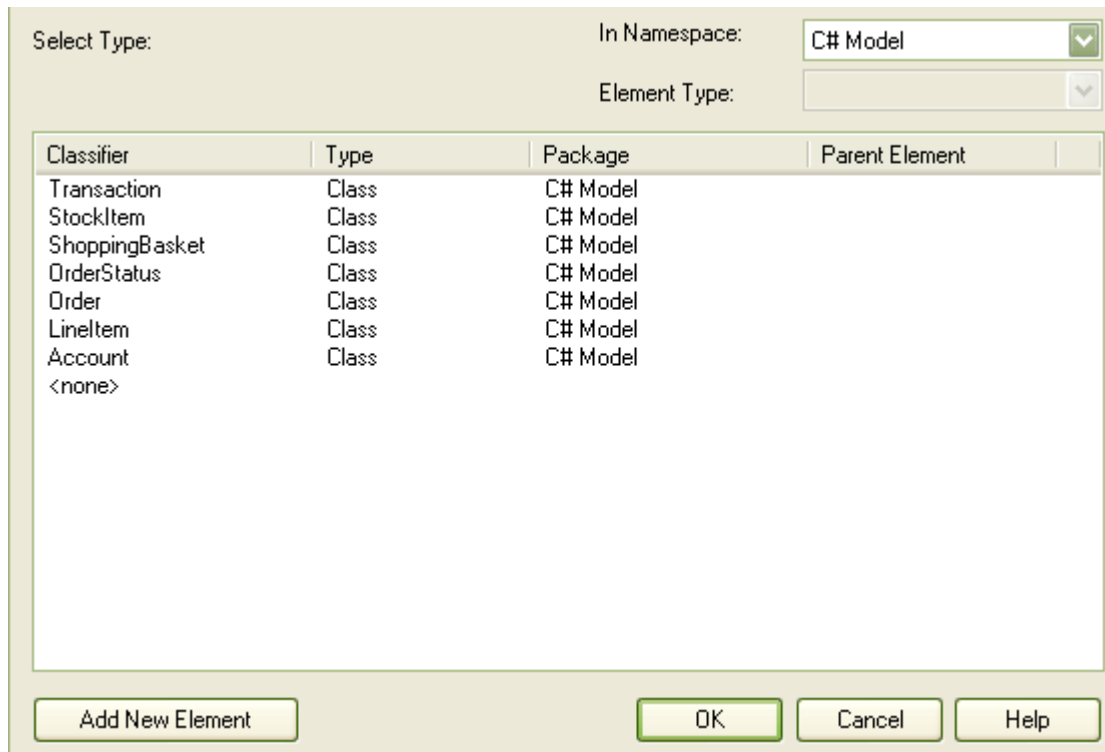 Select Type:
In Namespace:
C# Model
Element Type:
Classifier Type Package Parent Element
Transaction Class C# Model
StockItem Class C# Model
ShoppingBasket Class C# Model
OrderStatus Class C# Model
Order Class C# Model
LineItem Class C# Model
Account Class C# Model
<none>
Add New Element OK Cancel Help